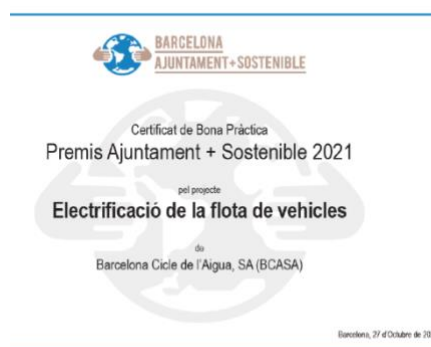 BARCELONA
AJUNTAMENT+SOSTENIBLE
Certificat de Bona Pràctica
Premis Ajuntament + Sostenible 2021
pel projecte
Electrificació de la flota de vehicles
de
Barcelona Cicle de l'Aigua, SA (BCASA)
Barcelona, 27 d'Octubre de 20